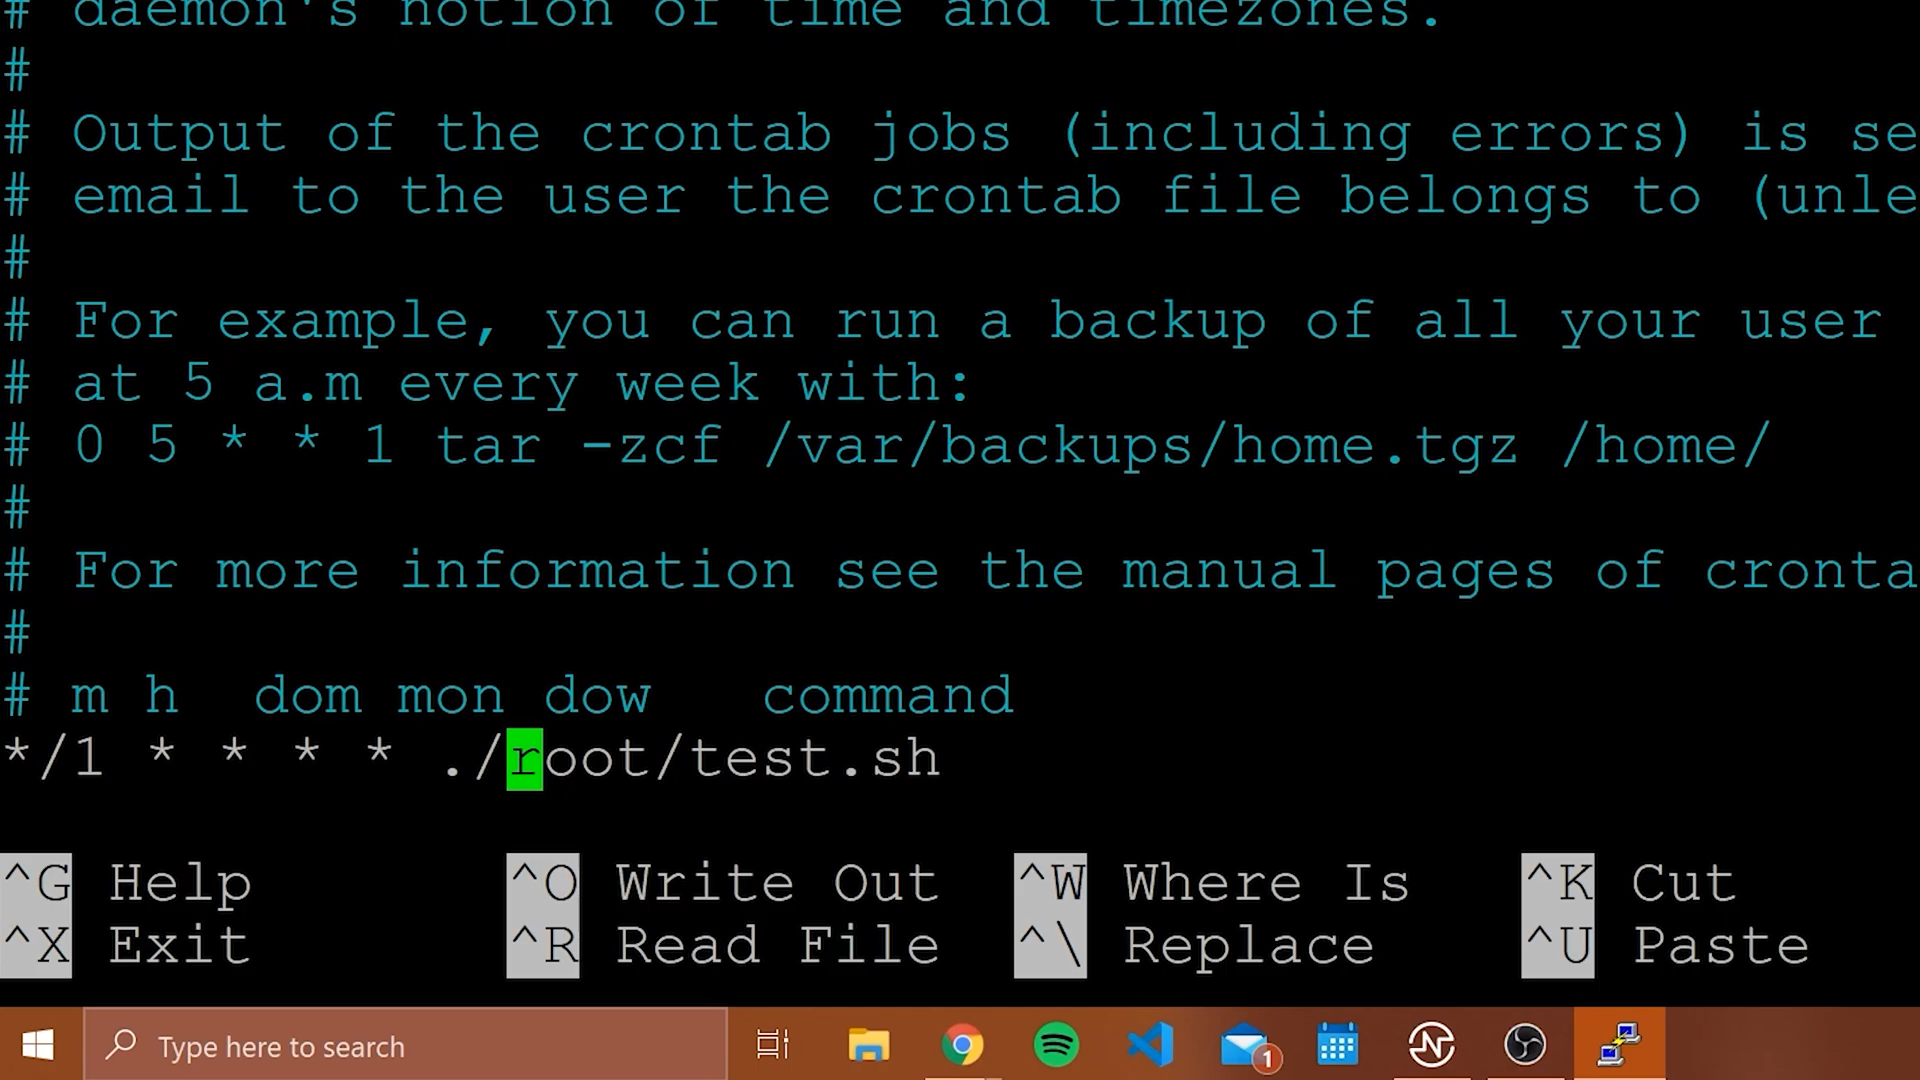 # daemon's notion of time and timezones.
#
# Output of the crontab jobs (including errors) is se
# email to the user the crontab file belongs to (unle
#
# For example, you can run a backup of all your user
# at 5 a.m every week with:
# 0 5 * * 1 tar -zcf /var/backups/home.tgz /home/
#
# For more information see the manual pages of cronta
#
# m h  dom mon dow   command
*/1 * * * * ./root/test.sh
^G Help ^O Write Out ^W Where Is ^K Cut
^X Exit ^R Read File ^\ Replace ^U Paste
Type here to search 1